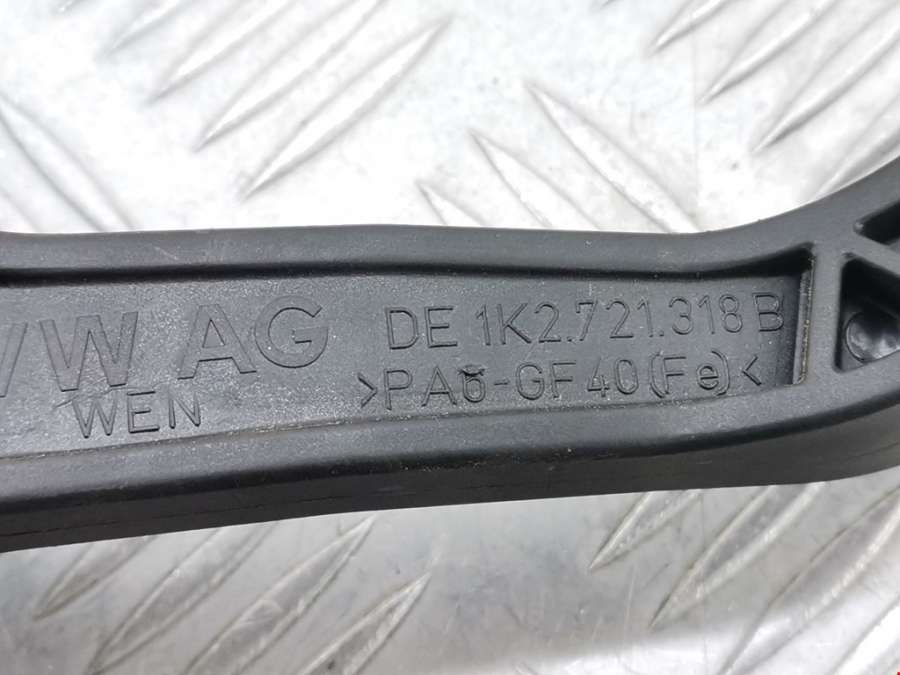 VW AG
DE 1K2.721.318 B
WEN
>PA6-GF40(Fe)<